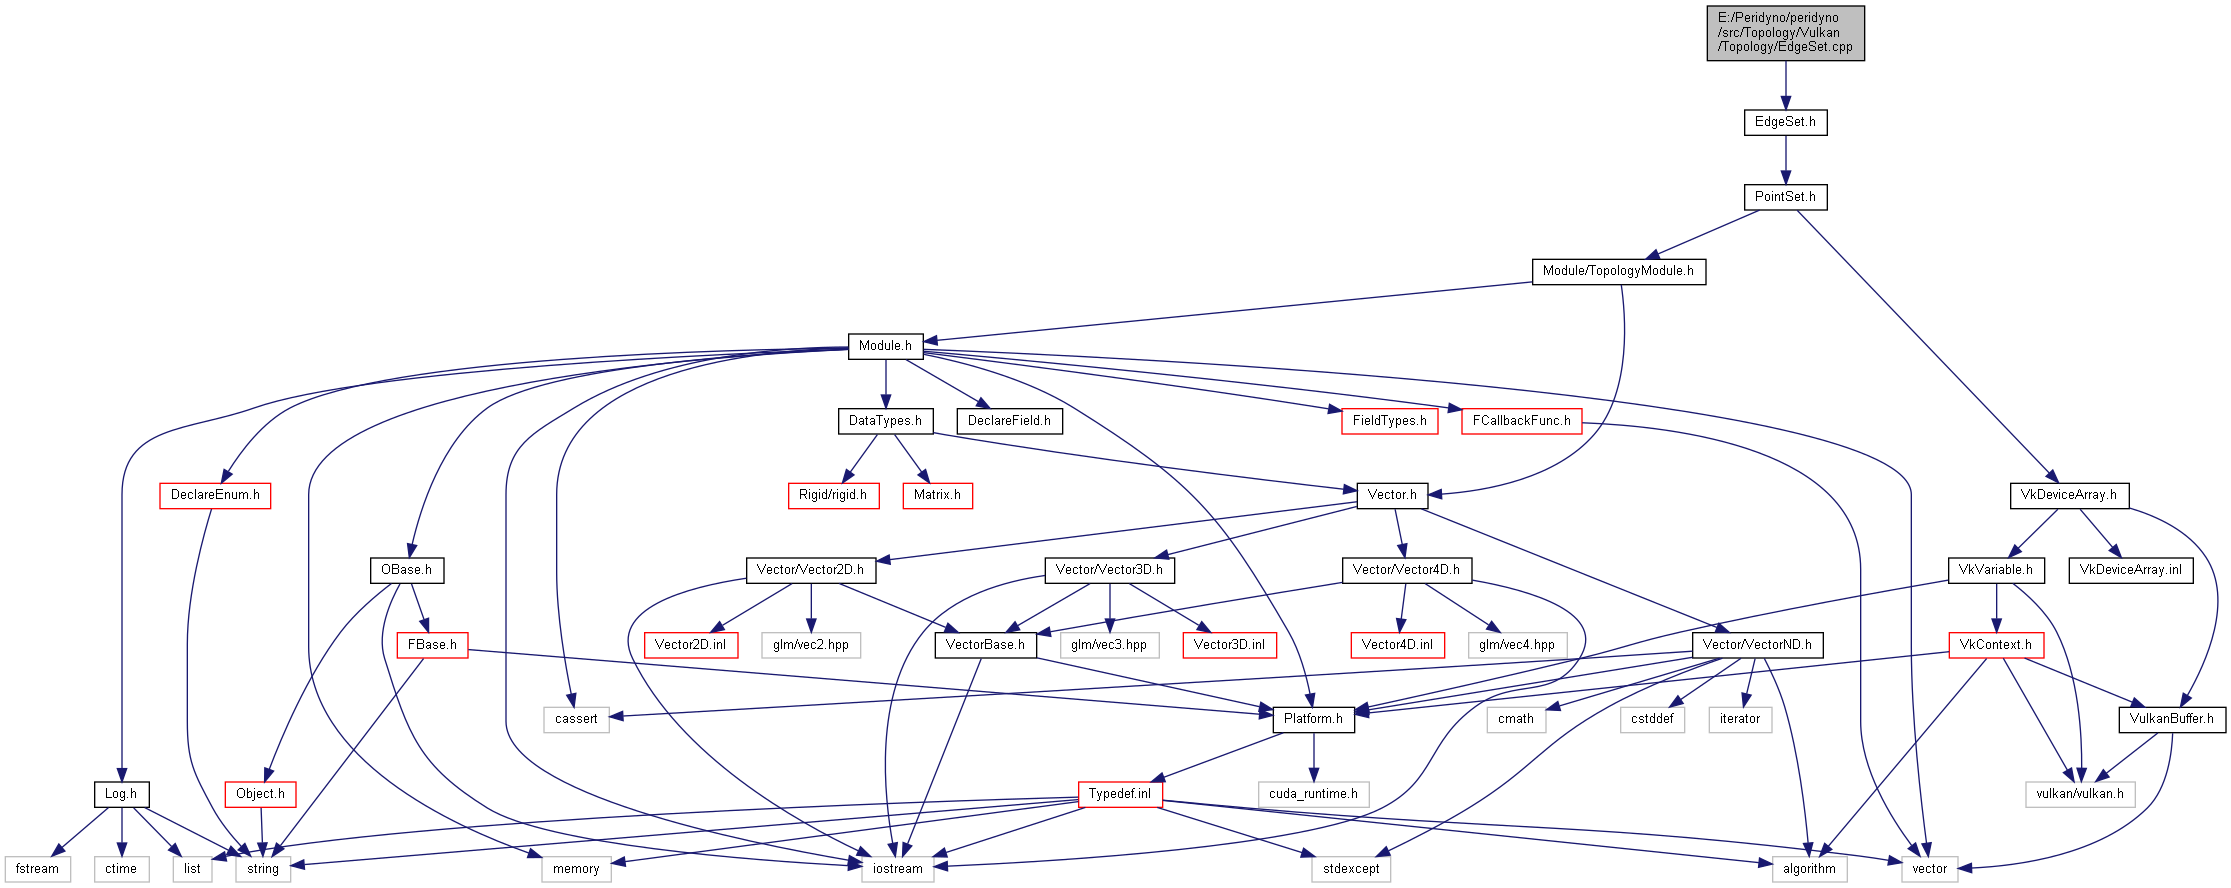 E:/Peridyno/peridyno
/src/Topology/Vulkan
/Topology/EdgeSet.cpp
EdgeSet.h
PointSet.h
Module/TopologyModule.h
Module.h
DataTypes.h
DeclareField.h
FieldTypes.h
FCallbackFunc.h
DeclareEnum.h
Rigid/rigid.h
Matrix.h
Vector.h
VkDeviceArray.h
OBase.h
Vector/Vector2D.h
Vector/Vector3D.h
Vector/Vector4D.h
VkVariable.h
VkDeviceArray.inl
FBase.h
Vector2D.inl
glm/vec2.hpp
VectorBase.h
glm/vec3.hpp
Vector3D.inl
Vector4D.inl
glm/vec4.hpp
Vector/VectorND.h
VkContext.h
cassert
Platform.h
cmath
cstddef
iterator
VulkanBuffer.h
Log.h
Object.h
Typedef.inl
cuda_runtime.h
vulkan/vulkan.h
fstream
ctime
list
string
memory
iostream
stdexcept
algorithm
vector